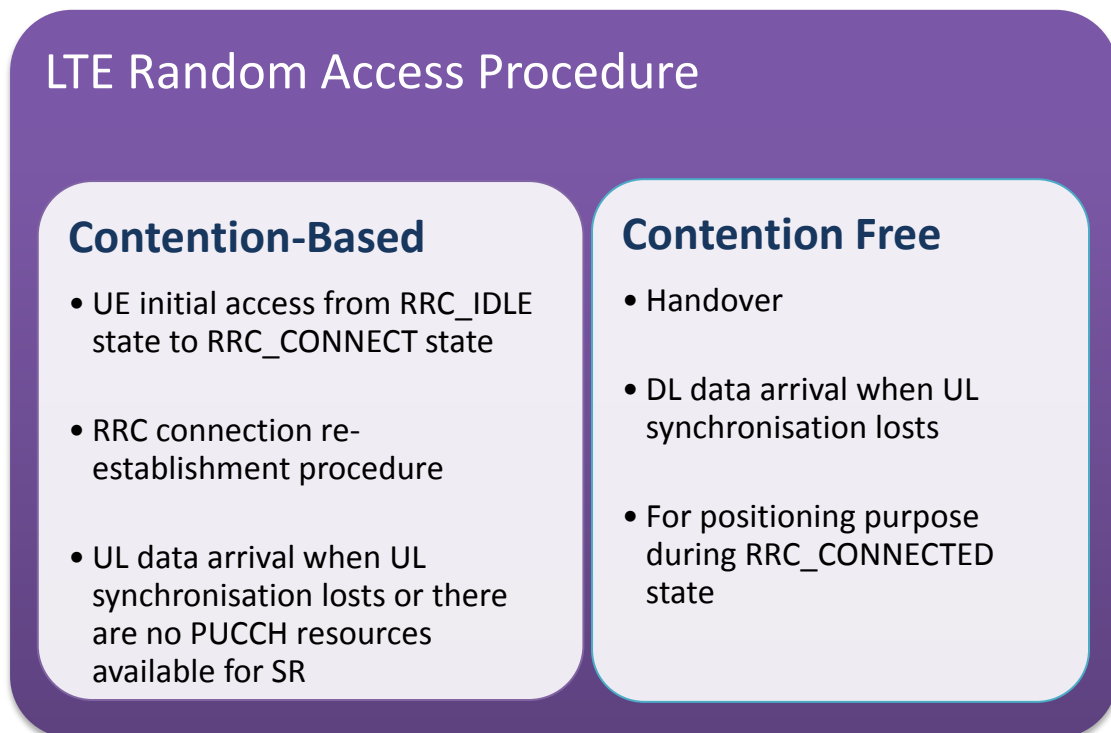 LTE Random Access Procedure
Contention-Based
• UE initial access from RRC_IDLE
state to RRC_CONNECT state
• RRC connection re-
establishment procedure
• UL data arrival when UL
synchronisation losts or there
are no PUCCH resources
available for SR
Contention Free
• Handover
• DL data arrival when UL
synchronisation losts
• For positioning purpose
during RRC_CONNECTED
state